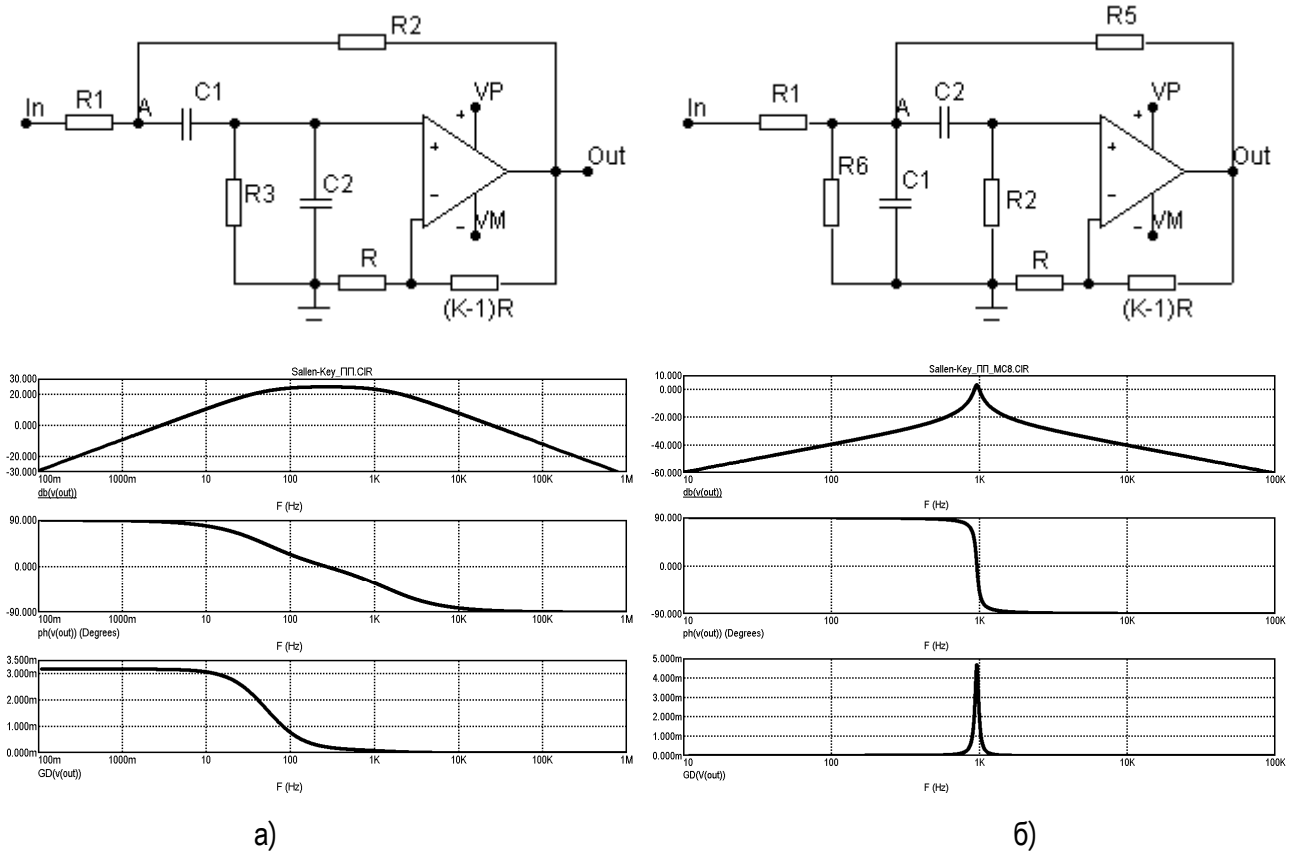 R2
In
R1
A
C1
VP
+
+
Out
R3
C2
−
−
VM
R
(K-1)R
R5
In
R1
A
C2
VP
+
+
Out
R6
C1
R2
−
−
VM
R
(K-1)R
Sallen-Key_ПП.CIR
30.000
20.000
0.000
-20.000
-30.000
100m 1000m 10 100 1K 10K 100K 1M
db(v(out))
F (Hz)
90.000
0.000
-90.000
100m 1000m 10 100 1K 10K 100K 1M
ph(v(out)) (Degrees)
F (Hz)
3.500m
3.000m
2.000m
1.000m
0.000m
100m 1000m 10 100 1K 10K 100K 1M
GD(v(out))
F (Hz)
а)
Sallen-Key_ПП_MC8.CIR
10.000
0.000
-20.000
-40.000
-60.000
10 100 1K 10K 100K
db(v(out))
F (Hz)
90.000
0.000
-90.000
10 100 1K 10K 100K
ph(v(out)) (Degrees)
F (Hz)
5.000m
4.000m
3.000m
2.000m
1.000m
0.000m
10 100 1K 10K 100K
GD(V(out))
F (Hz)
б)